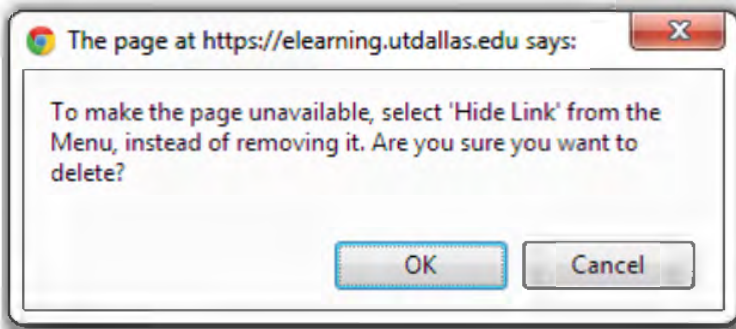 The page at https://elearning.utdallas.edu says:
To make the page unavailable, select 'Hide Link' from the
Menu, instead of removing it. Are you sure you want to
delete?
OK Cancel